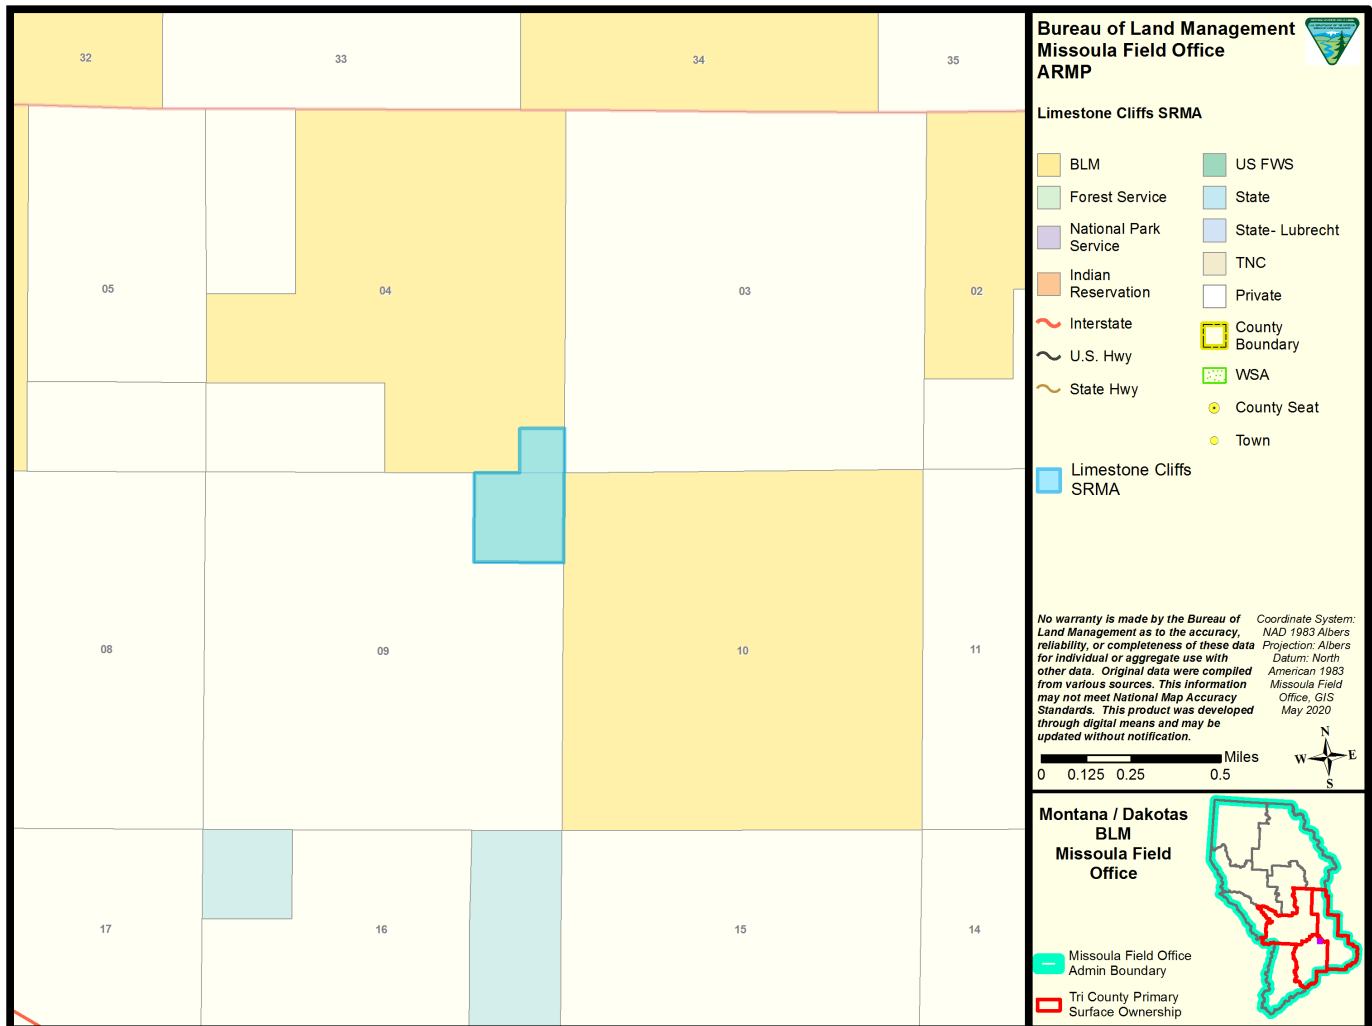 32
33
34
35
05
04
03
02
08
09
10
11
17
16
15
14
Bureau of Land Management
Missoula Field Office
ARMP
Limestone Cliffs SRMA
BLM
Forest Service
National Park
Service
Indian
Reservation
Interstate
U.S. Hwy
State Hwy
US FWS
State
State- Lubrecht
TNC
Private
County
Boundary
WSA
County Seat
Town
Limestone Cliffs
SRMA
No warranty is made by the Bureau of
Land Management as to the accuracy,
reliability, or completeness of these data
for individual or aggregate use with
other data. Original data were compiled
from various sources. This information
may not meet National Map Accuracy
Standards. This product was developed
through digital means and may be
updated without notification.
Coordinate System:
NAD 1983 Albers
Projection: Albers
Datum: North
American 1983
Missoula Field
Office, GIS
May 2020
Miles
0 0.125 0.25 0.5
N
W E
S
Montana / Dakotas
BLM
Missoula Field
Office
Missoula Field Office
Admin Boundary
Tri County Primary
Surface Ownership